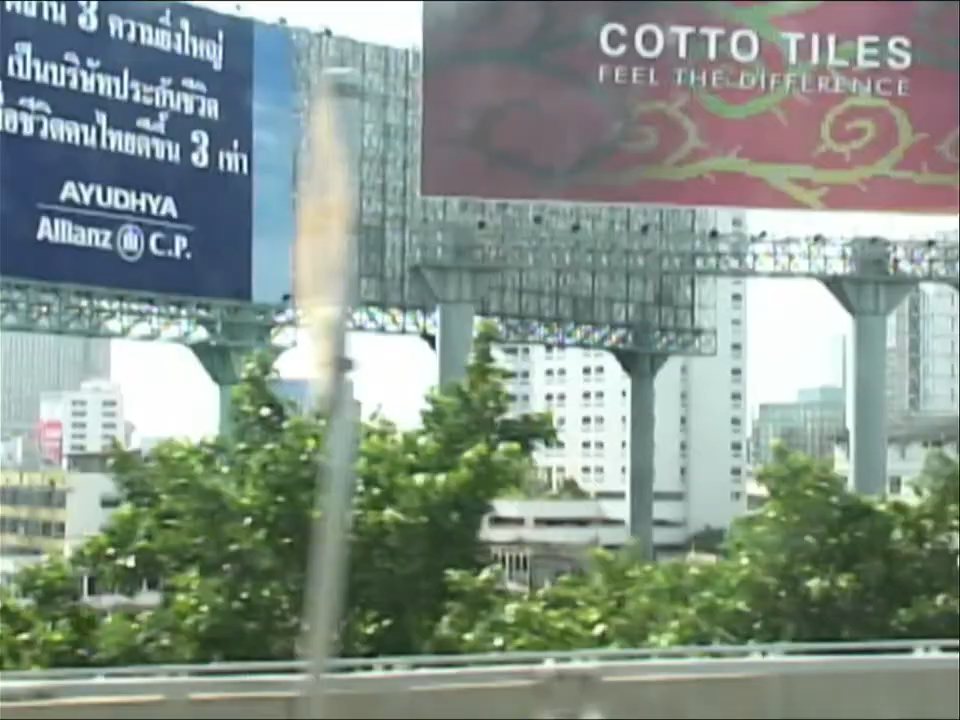 3 ความยิ่งใหญ่
เป็นบริษัทประกันชีวิต
ชีวิตคนไทยดีขึ้น 3 เท่า
AYUDHYA
Allianz C.P.
COTTO TILES
FEEL THE DIFFERENCE